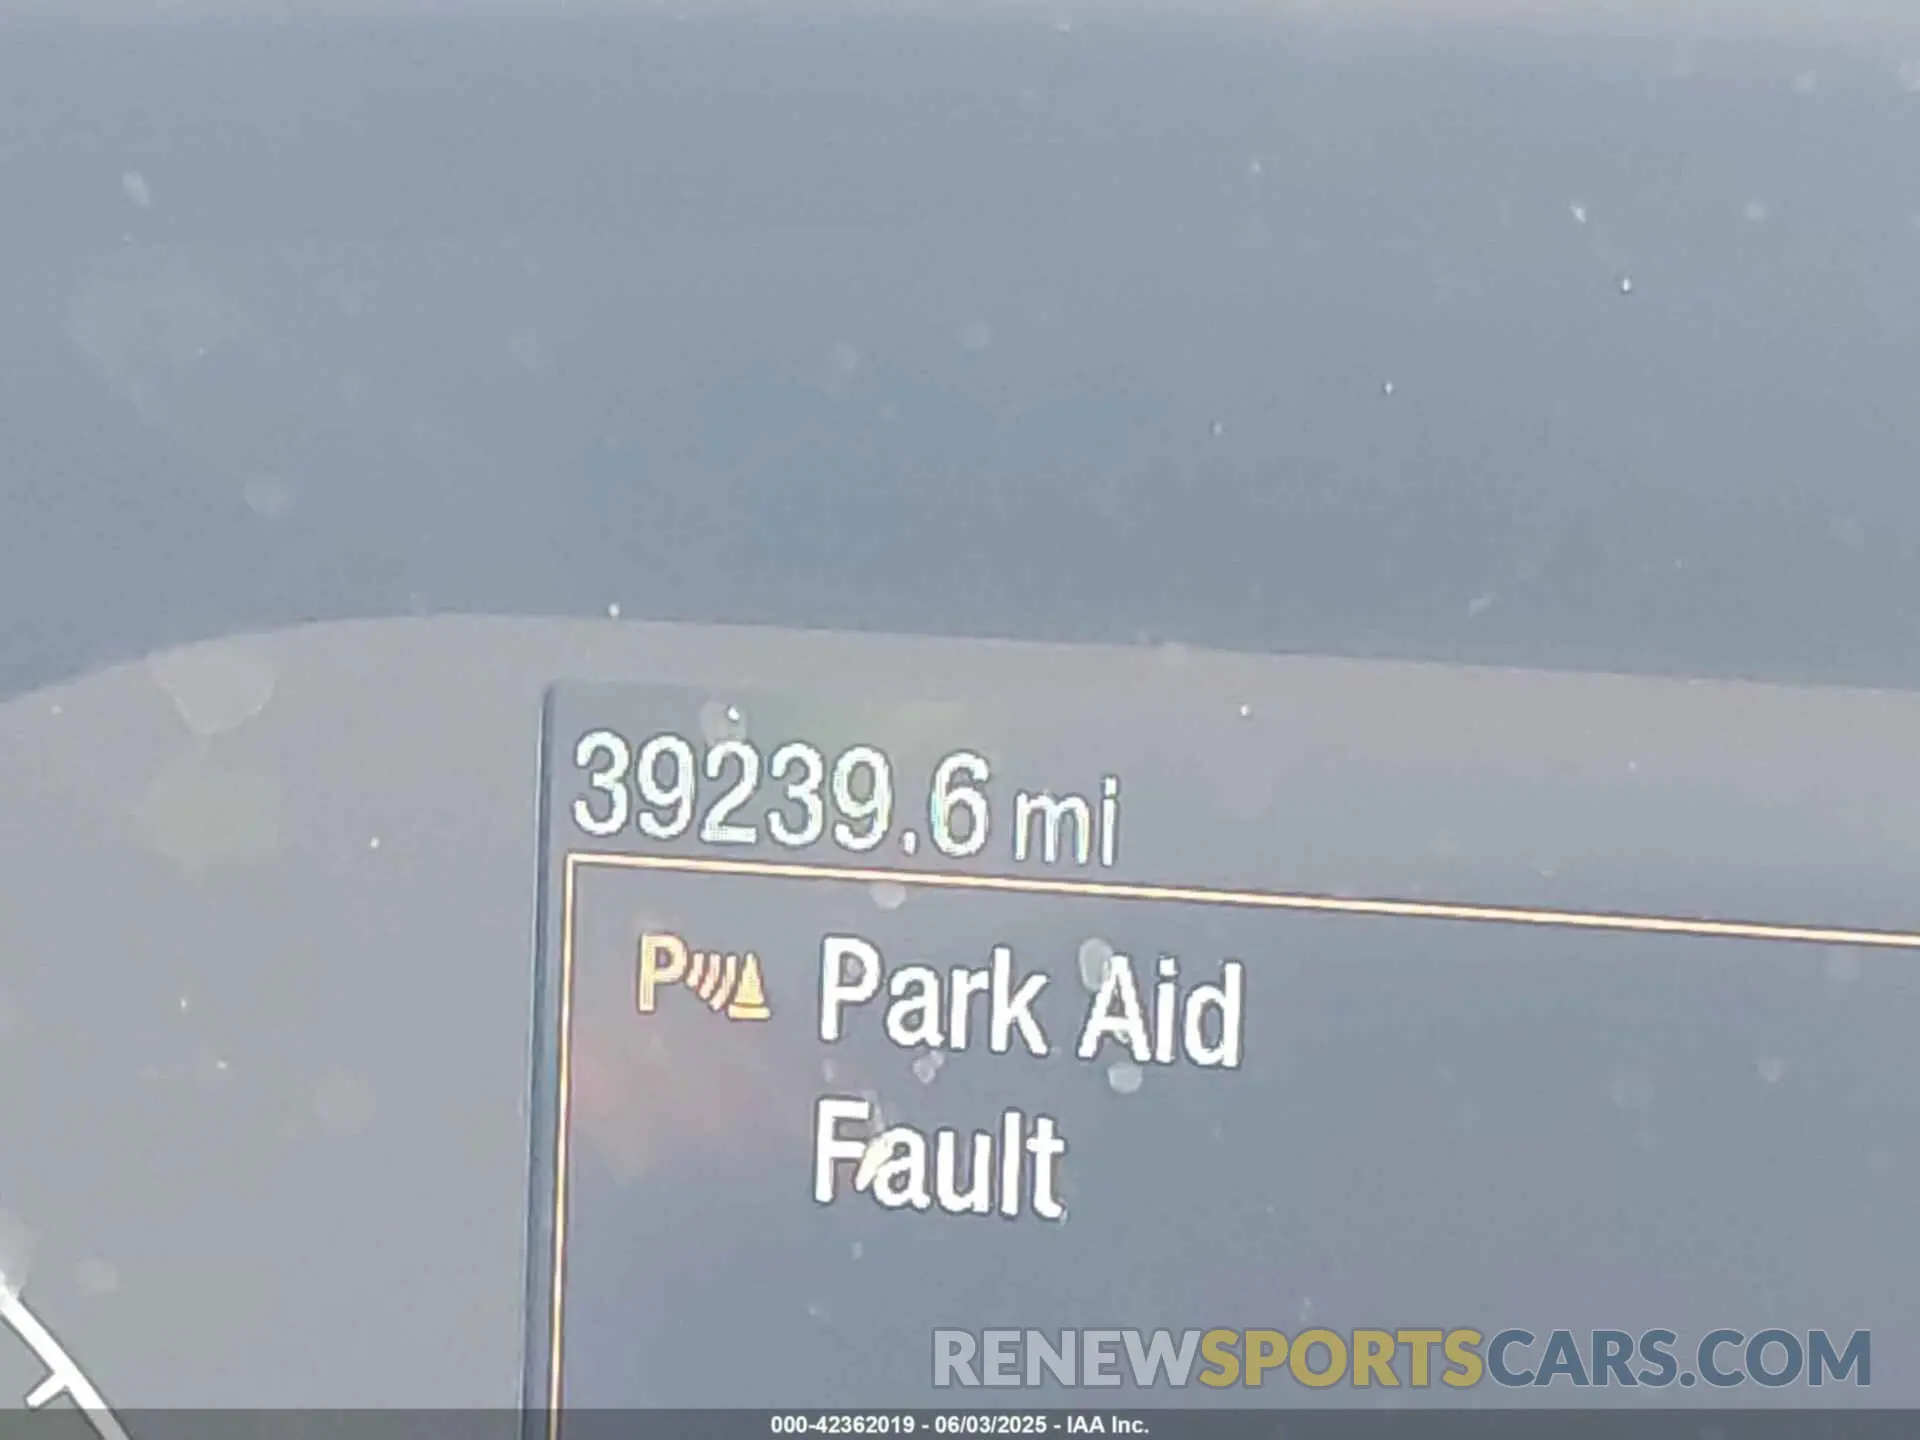 39239.6 mi
P Park Aid
Fault
RENEWSPORTSCARS.COM
000-42362019 - 06/03/2025 - IAA Inc.